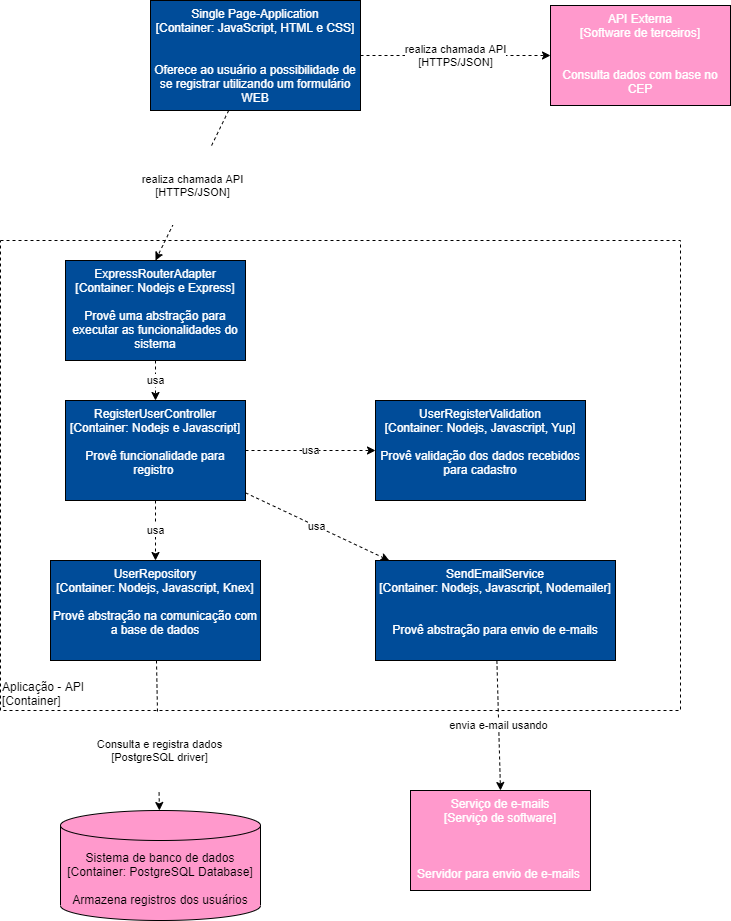 Single Page-Application
[Container: JavaScript, HTML e CSS]
Oferece ao usuário a possibilidade de
se registrar utilizando um formulário
WEB
realiza chamada API
[HTTPS/JSON]
API Externa
[Software de terceiros]
Consulta dados com base no
CEP
realiza chamada API
[HTTPS/JSON]
ExpressRouterAdapter
[Container: Nodejs e Express]
Provê uma abstração para
executar as funcionalidades do
sistema
usa
RegisterUserController
[Container: Nodejs e Javascript]
Provê funcionalidade para
registro
usa
UserRegisterValidation
[Container: Nodejs, Javascript, Yup]
Provê validação dos dados recebidos
para cadastro
usa
usa
UserRepository
[Container: Nodejs, Javascript, Knex]
Provê abstração na comunicação com
a base de dados
SendEmailService
[Container: Nodejs, Javascript, Nodemailer]
Provê abstração para envio de e-mails
Aplicação - API
[Container]
Consulta e registra dados
[PostgreSQL driver]
envia e-mail usando
Sistema de banco de dados
[Container: PostgreSQL Database]
Armazena registros dos usuários
Serviço de e-mails
[Serviço de software]
Servidor para envio de e-mails